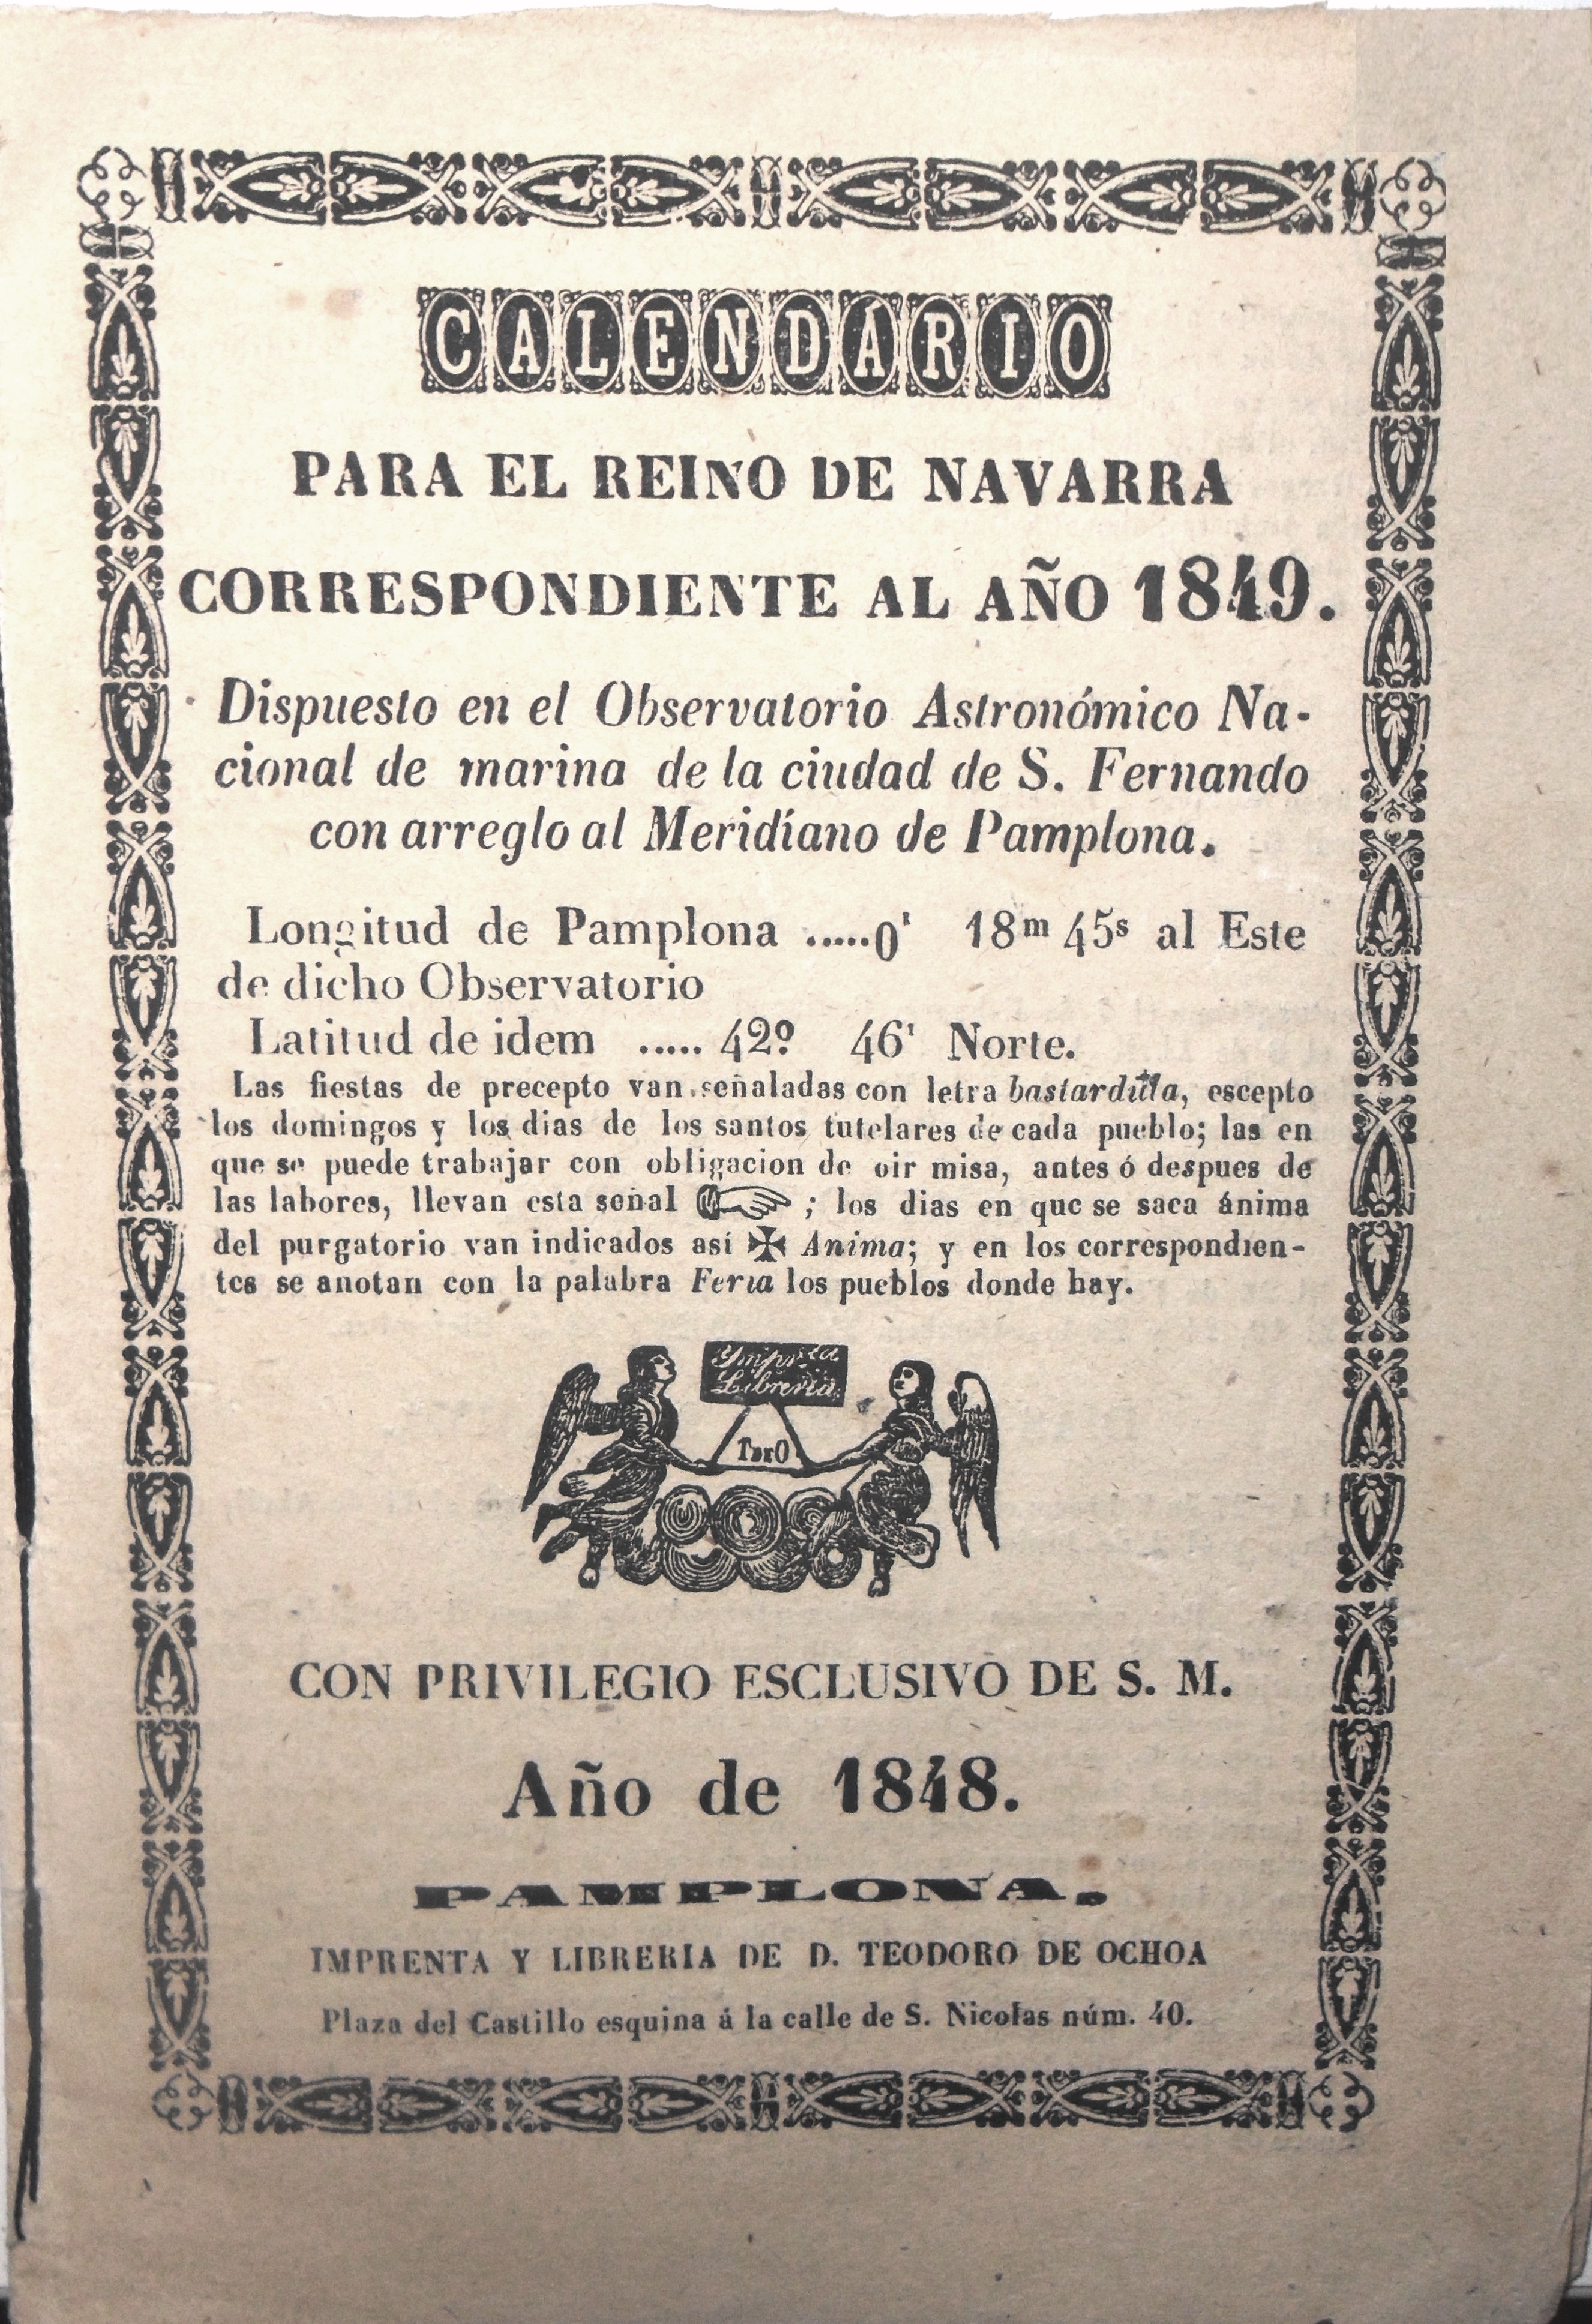 CALENDARIO
PARA EL REINO DE NAVARRA
CORRESPONDIENTE AL AÑO 1849.
Dispuesto en el Observatorio Astronómico Na-
cional de marina de la ciudad de S. Fernando
con arreglo al Meridíano de Pamplona.
Longitud de Pamplona .....0' 18m 45s al Este
de dicho Observatorio
Latitud de idem ..... 42º 46' Norte.
Las fiestas de precepto van señaladas con letra bastardilla, escepto
los domingos y los dias de los santos tutelares de cada pueblo; las en
que se puede trabajar con obligacion de oir misa, antes ó despues de
las labores, llevan esta señal ☞ ; los dias en que se saca ánima
del purgatorio van indicados así ✠ Anima; y en los correspondien-
tes se anotan con la palabra Feria los pueblos donde hay.
Ymprta
Libreria
CON PRIVILEGIO ESCLUSIVO DE S. M.
Año de 1848.
PAMPLONA.
IMPRENTA Y LIBRERIA DE D. TEODORO DE OCHOA
Plaza del Castillo esquina á la calle de S. Nicolas núm. 40.